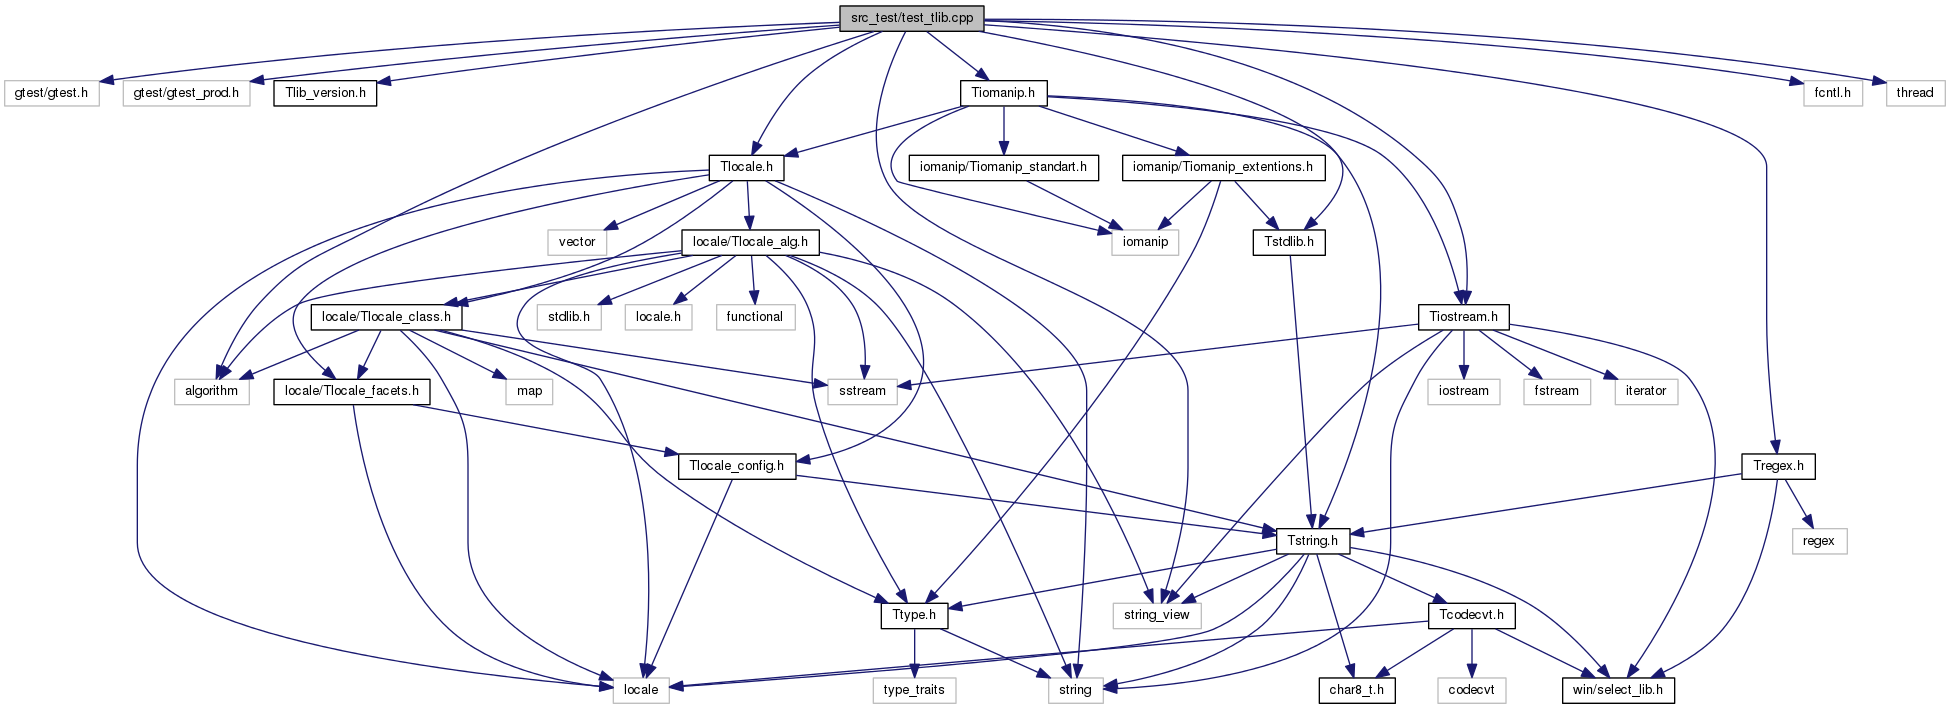 src_test/test_tlib.cpp
gtest/gtest.h
gtest/gtest_prod.h
Tlib_version.h
Tiomanip.h
fcntl.h
thread
Tlocale.h
iomanip/Tiomanip_standart.h
iomanip/Tiomanip_extentions.h
vector
locale/Tlocale_alg.h
iomanip
Tstdlib.h
locale/Tlocale_class.h
stdlib.h
locale.h
functional
Tiostream.h
algorithm
locale/Tlocale_facets.h
map
sstream
iostream
fstream
iterator
Tlocale_config.h
Tregex.h
Tstring.h
regex
Ttype.h
string_view
Tcodecvt.h
locale
type_traits
string
char8_t.h
codecvt
win/select_lib.h